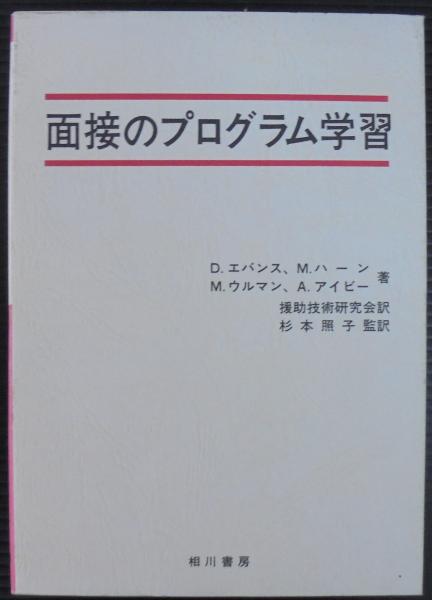 面接のプログラム学習
D. エバンス、M. ハーン
M. ウルマン、A. アイビー 著
援助技術研究会訳
杉本照子監訳
相川書房